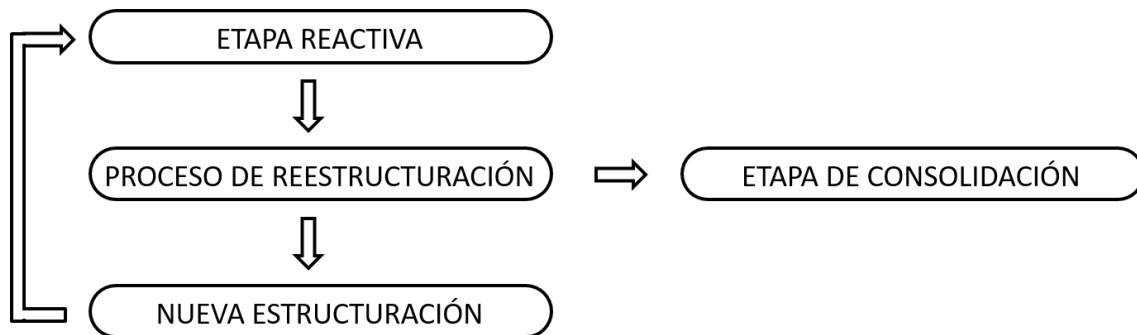 ETAPA REACTIVA
PROCESO DE REESTRUCTURACIÓN
ETAPA DE CONSOLIDACIÓN
NUEVA ESTRUCTURACIÓN